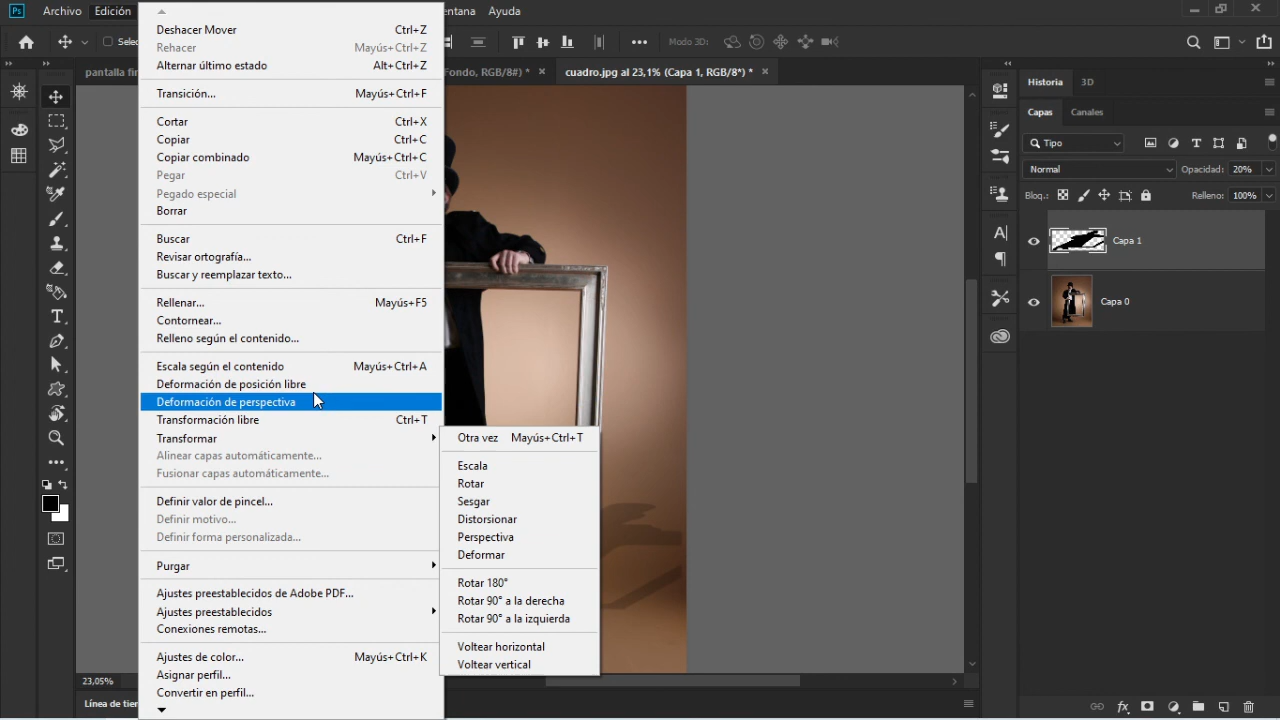 Ps Archivo Edición entana Ayuda
Selec Modo 3D:
pantalla fin Fondo, RGB/8#) * × cuadro.jpg al 23,1% (Capa 1, RGB/8*) * ×
Deshacer Mover Ctrl+Z
Rehacer Mayús+Ctrl+Z
Alternar último estado Alt+Ctrl+Z
Transición... Mayús+Ctrl+F
Cortar Ctrl+X
Copiar Ctrl+C
Copiar combinado Mayús+Ctrl+C
Pegar Ctrl+V
Pegado especial
Borrar
Buscar Ctrl+F
Revisar ortografía...
Buscar y reemplazar texto...
Rellenar... Mayús+F5
Contornear...
Relleno según el contenido...
Escala según el contenido Mayús+Ctrl+A
Deformación de posición libre
Deformación de perspectiva
Transformación libre Ctrl+T
Transformar
Alinear capas automáticamente...
Fusionar capas automáticamente...
Definir valor de pincel...
Definir motivo...
Definir forma personalizada...
Purgar
Ajustes preestablecidos de Adobe PDF...
Ajustes preestablecidos
Conexiones remotas...
Ajustes de color... Mayús+Ctrl+K
Asignar perfil...
Convertir en perfil...
Otra vez Mayús+Ctrl+T
Escala
Rotar
Sesgar
Distorsionar
Perspectiva
Deformar
Rotar 180°
Rotar 90° a la derecha
Rotar 90° a la izquierda
Voltear horizontal
Voltear vertical
Historia 3D
Capas Canales
Tipo
Normal Opacidad: 20%
Bloq.: Relleno: 100%
Capa 1
Capa 0
23,05%
Línea de tien